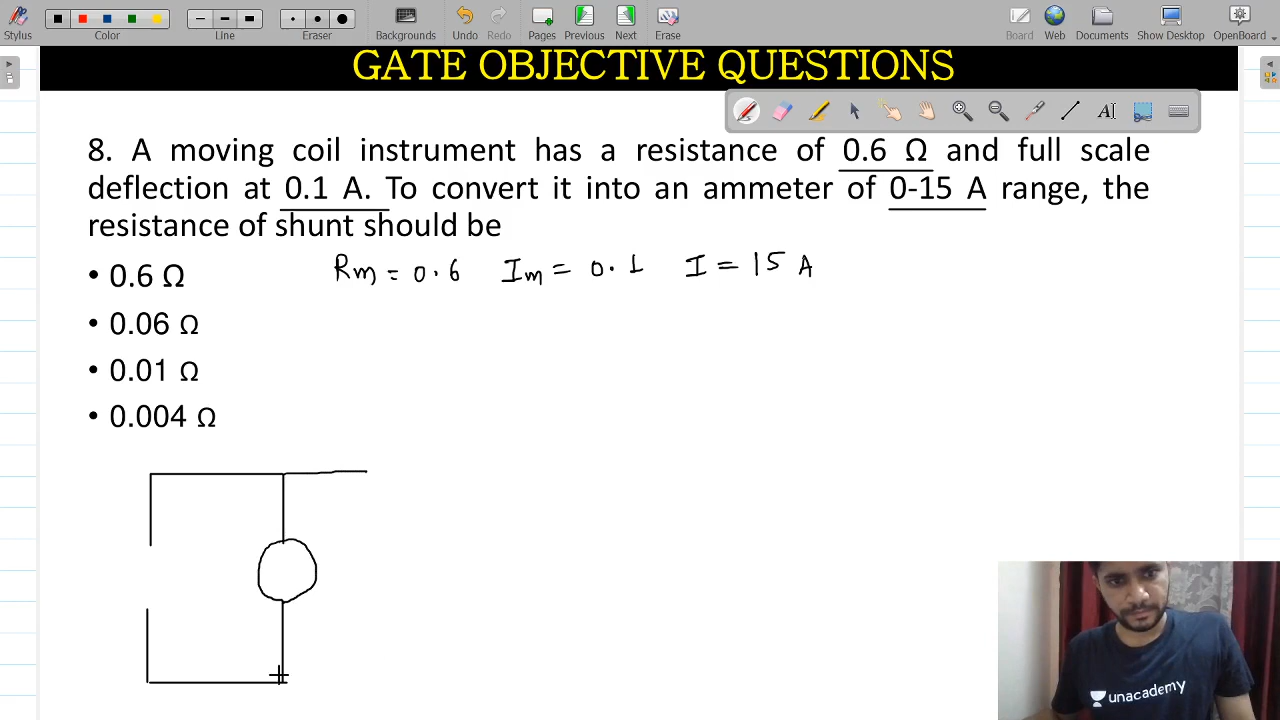 Stylus
Color
Line
Eraser
Backgrounds
Undo
Redo
Pages
Previous
Next
Erase
Board
Web
Documents
Show Desktop
OpenBoard
GATE OBJECTIVE QUESTIONS
8. A moving coil instrument has a resistance of 0.6 Ω and full scale
deflection at 0.1 A. To convert it into an ammeter of 0-15 A range, the
resistance of shunt should be
Rm = 0.6 Im = 0.1 I = 15 A
• 0.6 Ω
• 0.06 Ω
• 0.01 Ω
• 0.004 Ω
unacademy